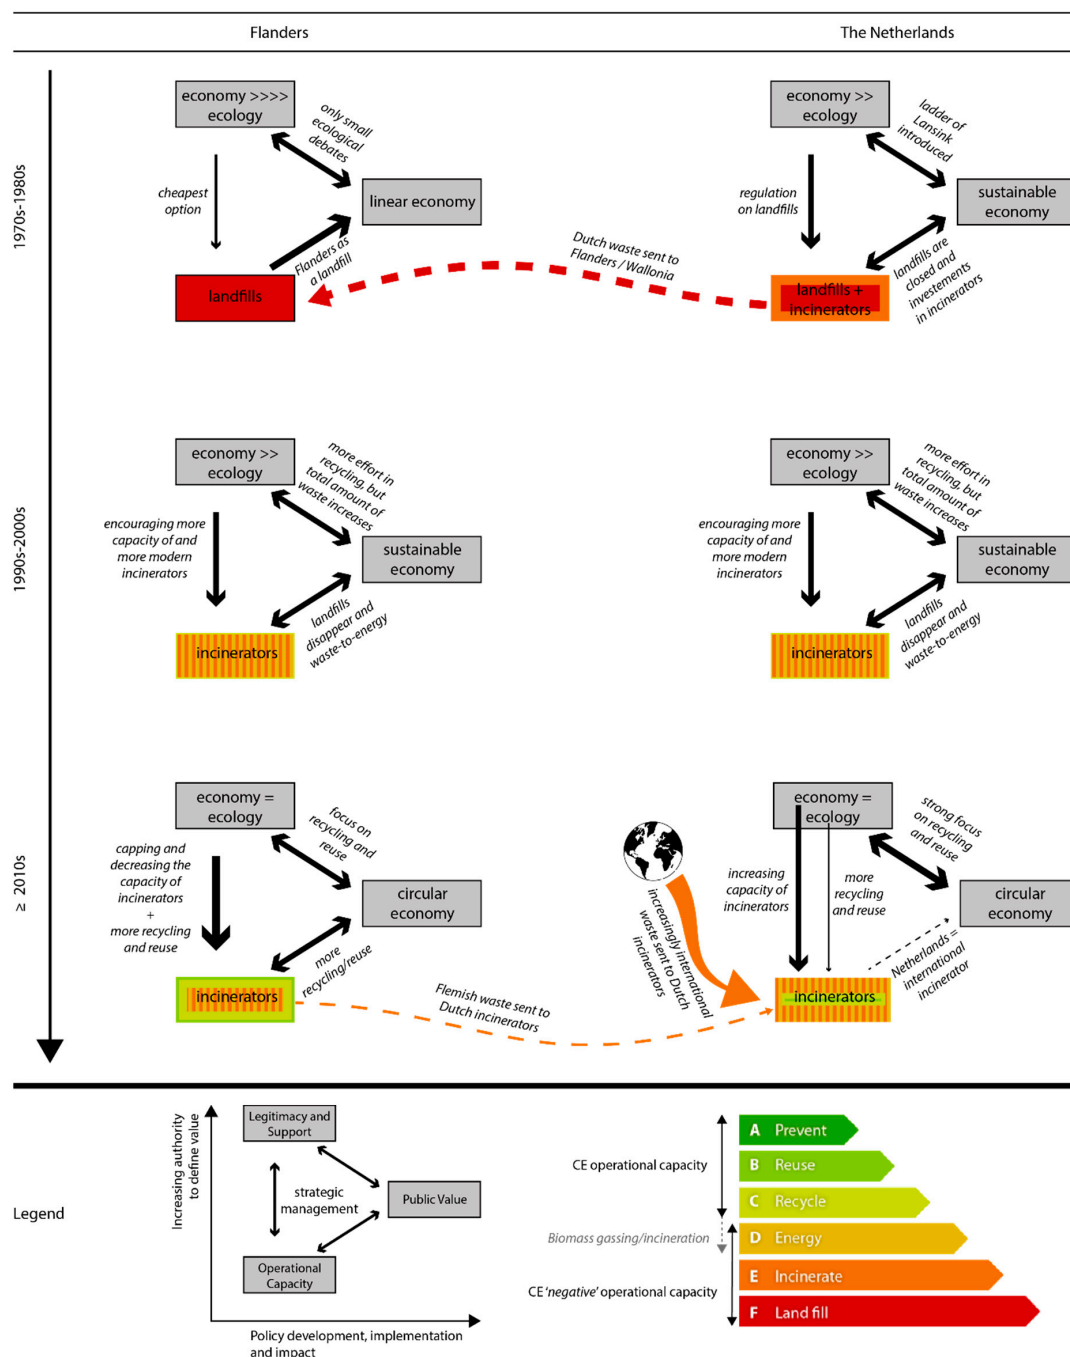 Flanders
The Netherlands
1970s-1980s
economy >>>>
ecology
only small
ecological
debates
cheapest
option
linear economy
Flanders as
a landfill
landfills
Dutch waste sent to
Flanders / Wallonia
economy >>
ecology
ladder of
Lansink
introduced
regulation
on landfills
sustainable
economy
landfills are
closed and
investements
in incinerators
landfills +
incinerators
1990s-2000s
economy >>
ecology
more effort in
recycling, but
total amount of
waste increases
encouraging more
capacity of and
more modern
incinerators
sustainable
economy
landfills
disappear and
waste-to-energy
incinerators
economy >>
ecology
more effort in
recycling, but
total amount of
waste increases
encouraging more
capacity of and
more modern
incinerators
sustainable
economy
landfills
disappear and
waste-to-energy
incinerators
≥ 2010s
economy =
ecology
focus on
recycling and
reuse
capping and
decreasing the
capacity of
incinerators
+
more recycling
and reuse
circular
economy
more
recycling/reuse
incinerators
Flemish waste sent to
Dutch incinerators
increasingly international
waste sent to Dutch
incinerators
economy =
ecology
strong focus
on recycling
and reuse
increasing
capacity of
incinerators
more
recycling
and reuse
circular
economy
Netherlands =
international
incinerator
incinerators
Legend
Increasing authority
to define value
Legitimacy and
Support
strategic
management
Public Value
Operational
Capacity
Policy development, implementation
and impact
CE operational capacity
Biomass gassing/incineration
CE 'negative' operational capacity
A Prevent
B Reuse
C Recycle
D Energy
E Incinerate
F Land fill